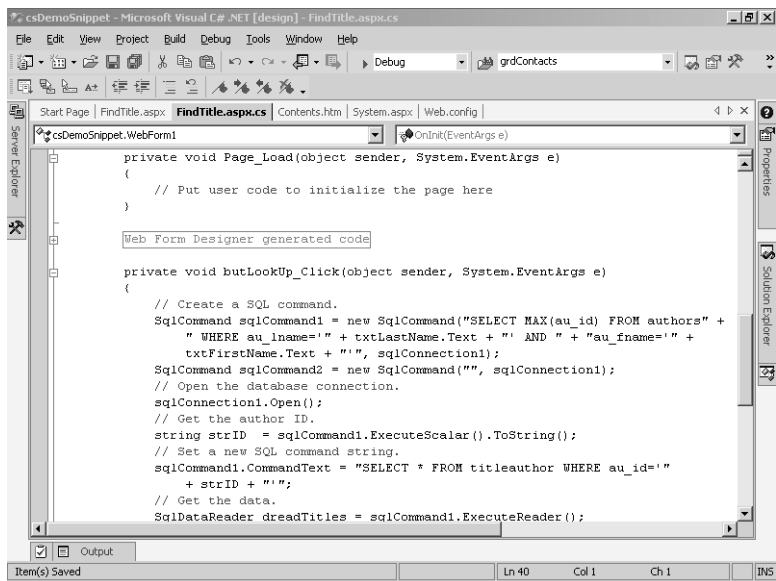 csDemoSnippet - Microsoft Visual C# .NET [design] - FindTitle.aspx.cs
File Edit View Project Build Debug Tools Window Help
Debug grdContacts
Start Page FindTitle.aspx FindTitle.aspx.cs Contents.htm System.aspx Web.config
csDemoSnippet.WebForm1 OnInit(EventArgs e)
Server Explorer
Properties
Solution Explorer
private void Page_Load(object sender, System.EventArgs e)
{
// Put user code to initialize the page here
}
Web Form Designer generated code
private void butLookUp_Click(object sender, System.EventArgs e)
{
// Create a SQL command.
SqlCommand sqlCommand1 = new SqlCommand("SELECT MAX(au_id) FROM authors" +
" WHERE au_lname='" + txtLastName.Text + "' AND " + "au_fname='" +
txtFirstName.Text + "'", sqlConnection1);
SqlCommand sqlCommand2 = new SqlCommand("", sqlConnection1);
// Open the database connection.
sqlConnection1.Open();
// Get the author ID.
string strID  = sqlCommand1.ExecuteScalar().ToString();
// Set a new SQL command string.
sqlCommand1.CommandText = "SELECT * FROM titleauthor WHERE au_id='"
+ strID + "'";
// Get the data.
SqlDataReader dreadTitles = sqlCommand1.ExecuteReader();
Output
Item(s) Saved Ln 40 Col 1 Ch 1 INS